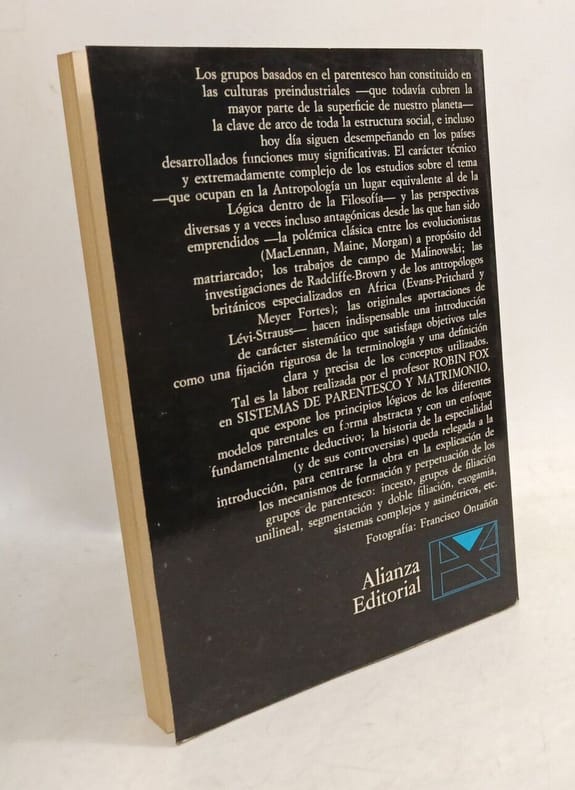 Los grupos basados en el parentesco han constituido en
las culturas preindustriales —que todavía cubren la
mayor parte de la superficie de nuestro planeta—
la clave de arco de toda la estructura social, e incluso
hoy día siguen desempeñando en los países
desarrollados funciones muy significativas. El carácter técnico
y extremadamente complejo de los estudios sobre el tema
—que ocupan en la Antropología un lugar equivalente al de la
Lógica dentro de la Filosofía— y las perspectivas
diversas y a veces incluso antagónicas desde las que han sido
emprendidos —la polémica clásica entre los evolucionistas
(MacLennan, Maine, Morgan) a propósito del
matriarcado; los trabajos de campo de Malinowski; las
investigaciones de Radcliffe-Brown y de los antropólogos
británicos especializados en Africa (Evans-Pritchard y
Meyer Fortes); las originales aportaciones de
Lévi-Strauss— hacen indispensable una introducción
de carácter sistemático que satisfaga objetivos tales
como una fijación rigurosa de la terminología y una definición
clara y precisa de los conceptos utilizados.
Tal es la labor realizada por el profesor ROBIN FOX
en SISTEMAS DE PARENTESCO Y MATRIMONIO,
que expone los principios lógicos de los diferentes
modelos parentales en forma abstracta y con un enfoque
fundamentalmente deductivo; la historia de la especialidad
(y de sus controversias) queda relegada a la
introducción, para centrarse la obra en la explicación de
los mecanismos de formación y perpetuación de los
grupos de parentesco: incesto, grupos de filiación
unilineal, segmentación y doble filiación, exogamia,
sistemas complejos y asimétricos, etc.
Fotografía: Francisco Ontañón
Alianza
Editorial